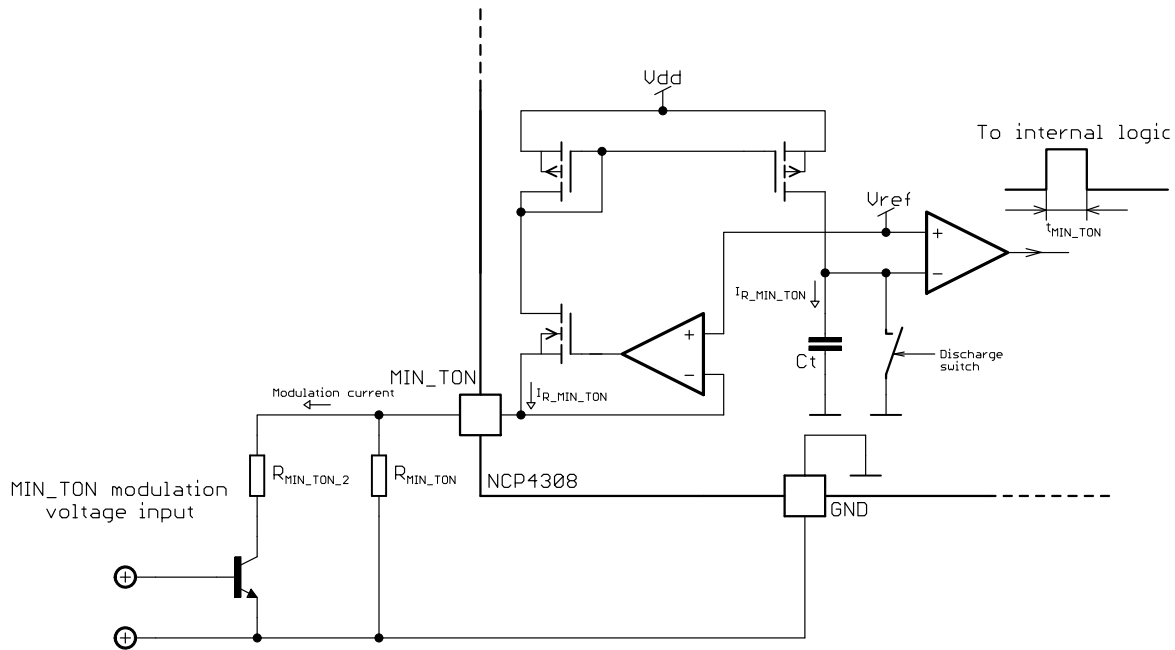 Vdd
To internal logic
Vref
+
−
tMIN_TON
IR_MIN_TON
+
−
Ct
Discharge
switch
MIN_TON
Modulation current
IR_MIN_TON
RMIN_TON_2
RMIN_TON
NCP4308
MIN_TON modulation
voltage input
GND
+
+